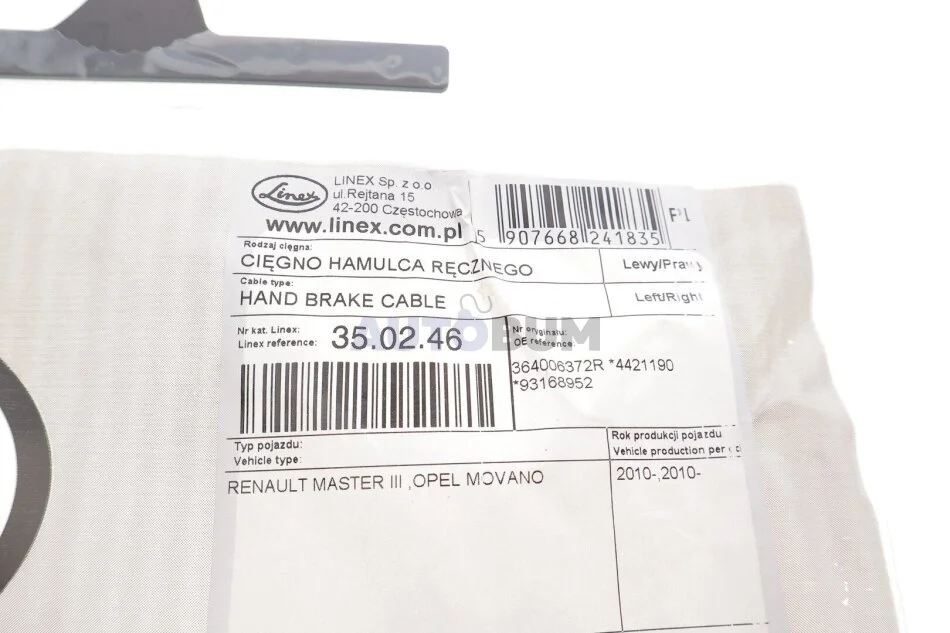 Linex
LINEX Sp. z o.o
ul.Rejtana 15
42-200 Częstochowa
www.linex.com.pl
5 907668 241835
Rodzaj cięgna:
CIĘGNO HAMULCA RĘCZNEGO
Lewy/Prawy
Cable type:
HAND BRAKE CABLE
Left/Right
Nr kat. Linex:
Linex reference: 35.02.46
Nr oryginału:
OE reference:
364006372R *4421190
*93168952
AUTOBUM
Typ pojazdu:
Vehicle type:
Rok produkcji pojazdu
Vehicle production per
RENAULT MASTER III ,OPEL MOVANO
2010-,2010-